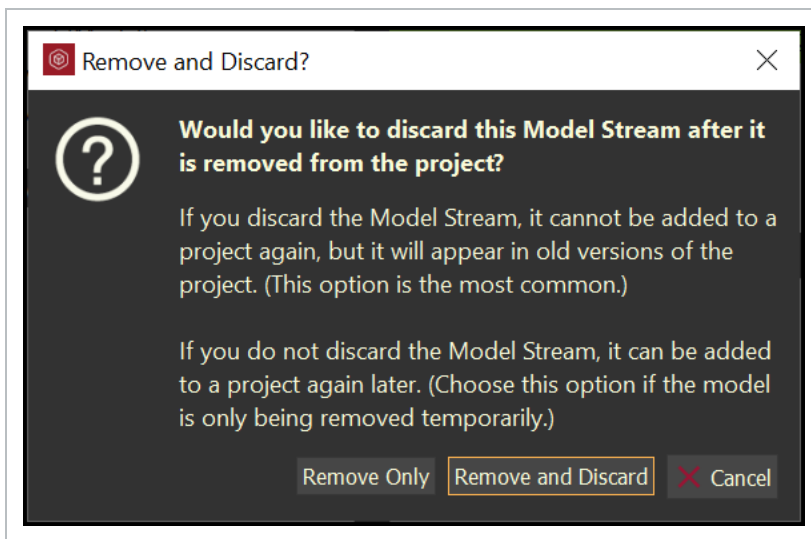 Remove and Discard?
Would you like to discard this Model Stream after it
is removed from the project?
If you discard the Model Stream, it cannot be added to a
project again, but it will appear in old versions of the
project. (This option is the most common.)
If you do not discard the Model Stream, it can be added
to a project again later. (Choose this option if the model
is only being removed temporarily.)
Remove Only Remove and Discard Cancel